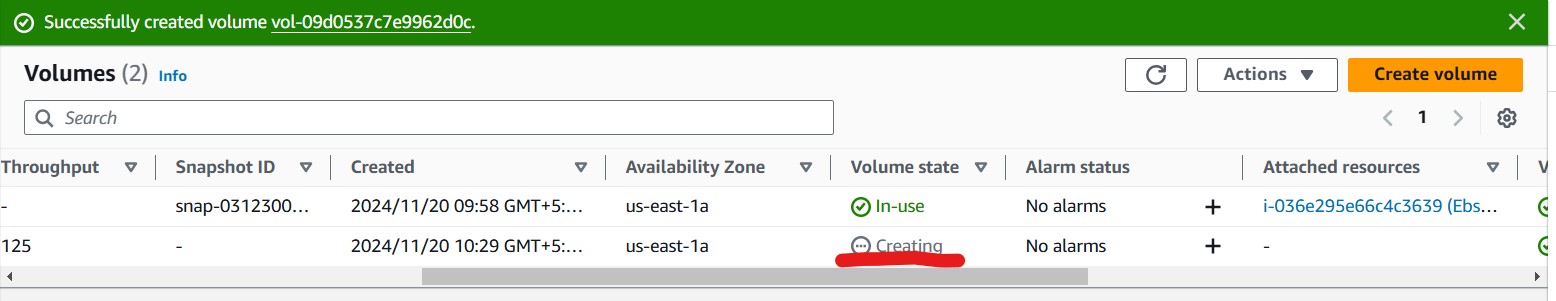 Successfully created volume vol-09d0537c7e9962d0c.
Volumes (2) Info
Actions
Create volume
Search
1
Throughput Snapshot ID Created Availability Zone Volume state Alarm status Attached resources V
- snap-0312300... 2024/11/20 09:58 GMT+5:... us-east-1a In-use No alarms + i-036e295e66c4c3639 (Ebs...
125 - 2024/11/20 10:29 GMT+5:... us-east-1a Creating No alarms + -